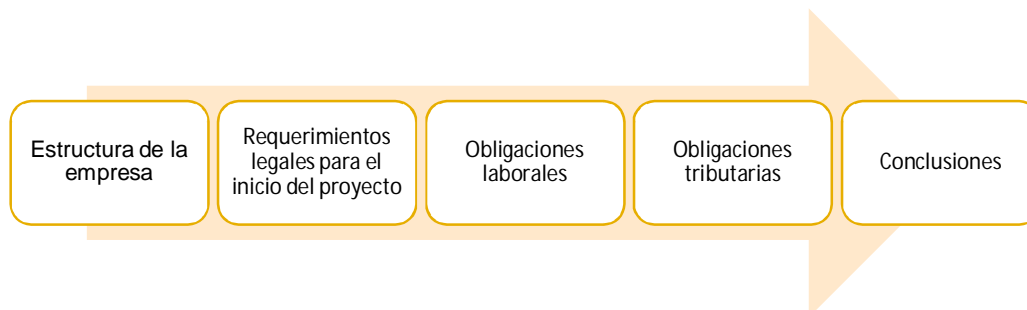 Estructura de la
empresa
Requerimientos
legales para el
inicio del proyecto
Obligaciones
laborales
Obligaciones
tributarias
Conclusiones